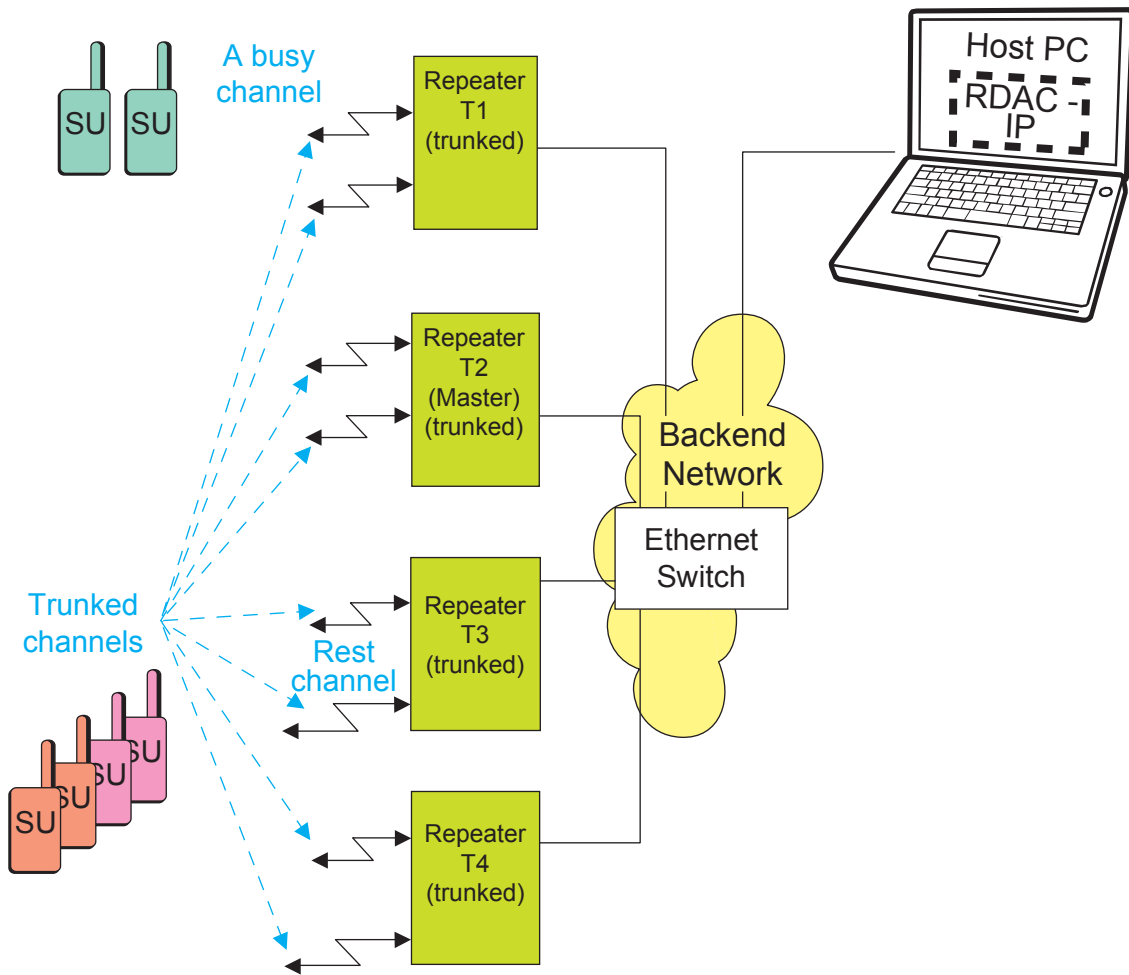 A busy
channel
SU
SU
Repeater
T1
(trunked)
Host PC
RDAC -
IP
Repeater
T2
(Master)
(trunked)
Backend
Network
Ethernet
Switch
Trunked
channels
Rest
channel
Repeater
T3
(trunked)
SU
SU
SU
SU
Repeater
T4
(trunked)